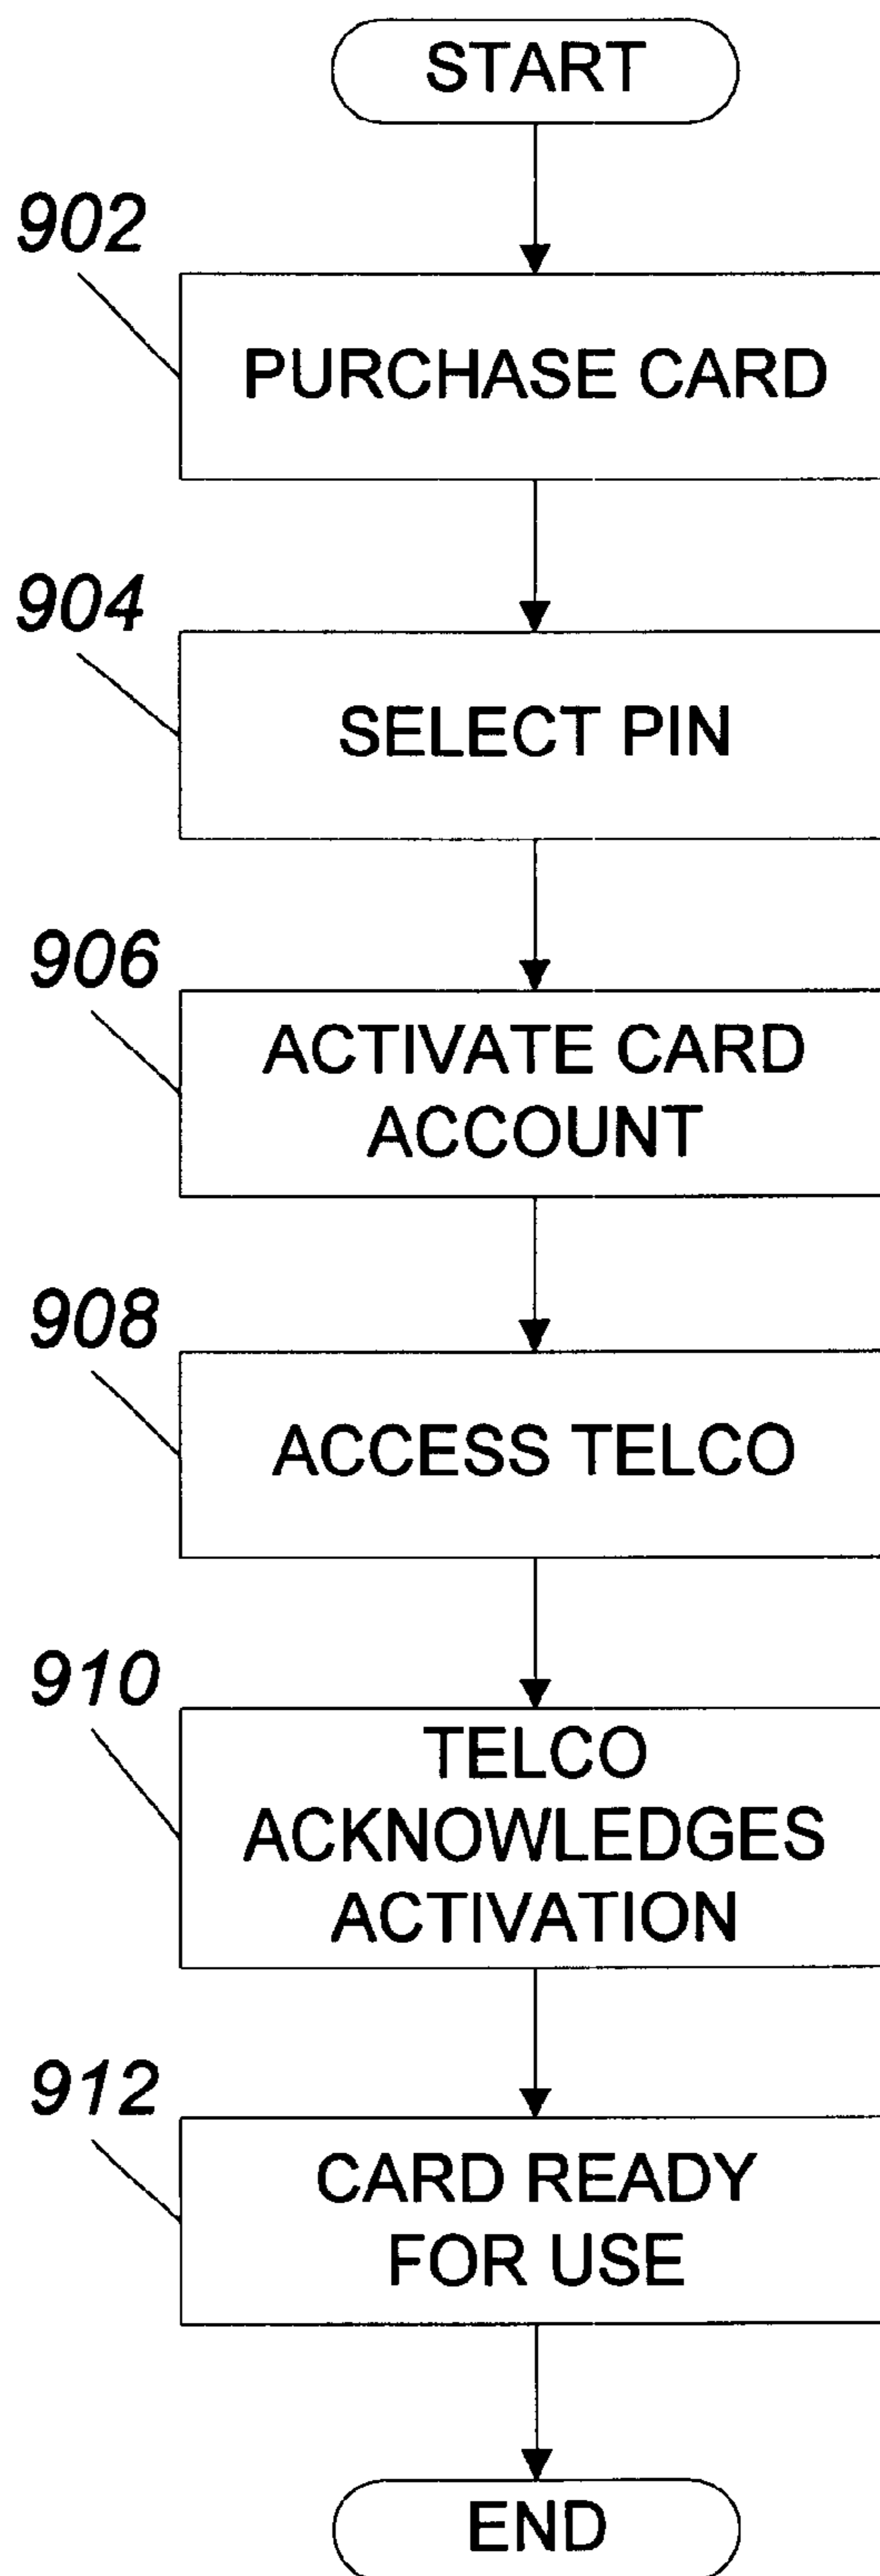 START
902
PURCHASE CARD
904
SELECT PIN
906
ACTIVATE CARD
ACCOUNT
908
ACCESS TELCO
910
TELCO
ACKNOWLEDGES
ACTIVATION
912
CARD READY
FOR USE
END